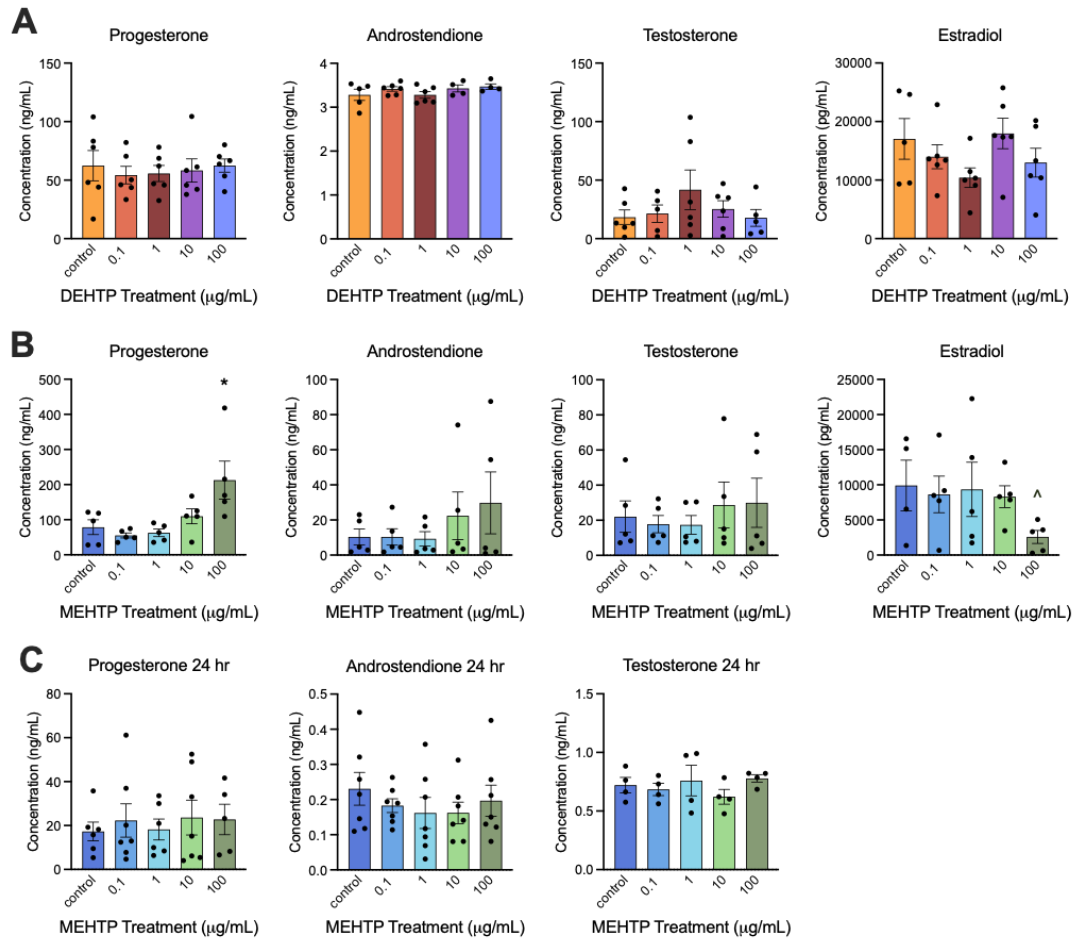 A
Progesterone
Androstendione
Testosterone
Estradiol
Concentration (ng/mL)
150
100
50
0
control
0.1
1
10
100
DEHTP Treatment (μg/mL)
Concentration (ng/mL)
4
3
2
1
0
control
0.1
1
10
100
DEHTP Treatment (μg/mL)
Concentration (ng/mL)
150
100
50
0
control
0.1
1
10
100
DEHTP Treatment (μg/mL)
Concentration (pg/mL)
30000
20000
10000
0
control
0.1
1
10
100
DEHTP Treatment (μg/mL)
B
Progesterone
Androstendione
Testosterone
Estradiol
Concentration (ng/mL)
500
400
300
200
100
0
*
control
0.1
1
10
100
MEHTP Treatment (μg/mL)
Concentration (ng/mL)
100
80
60
40
20
0
control
0.1
1
10
100
MEHTP Treatment (μg/mL)
Concentration (ng/mL)
100
80
60
40
20
0
control
0.1
1
10
100
MEHTP Treatment (μg/mL)
Concentration (pg/mL)
25000
20000
15000
10000
5000
0
^
control
0.1
1
10
100
MEHTP Treatment (μg/mL)
C
Progesterone 24 hr
Androstendione 24 hr
Testosterone 24 hr
Concentration (ng/mL)
80
60
40
20
0
control
0.1
1
10
100
MEHTP Treatment (μg/mL)
Concentration (ng/mL)
0.5
0.4
0.3
0.2
0.1
0.0
control
0.1
1
10
100
MEHTP Treatment (μg/mL)
Concentration (ng/mL)
1.5
1.0
0.5
0.0
control
0.1
1
10
100
MEHTP Treatment (μg/mL)